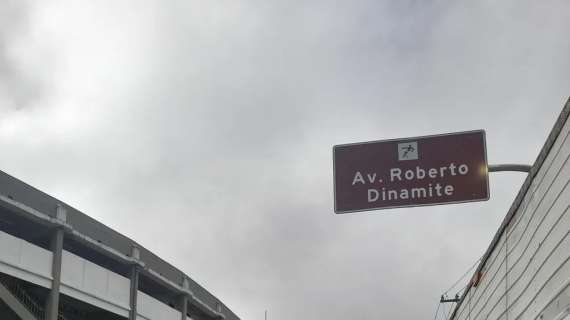 Av. Roberto
Dinamite